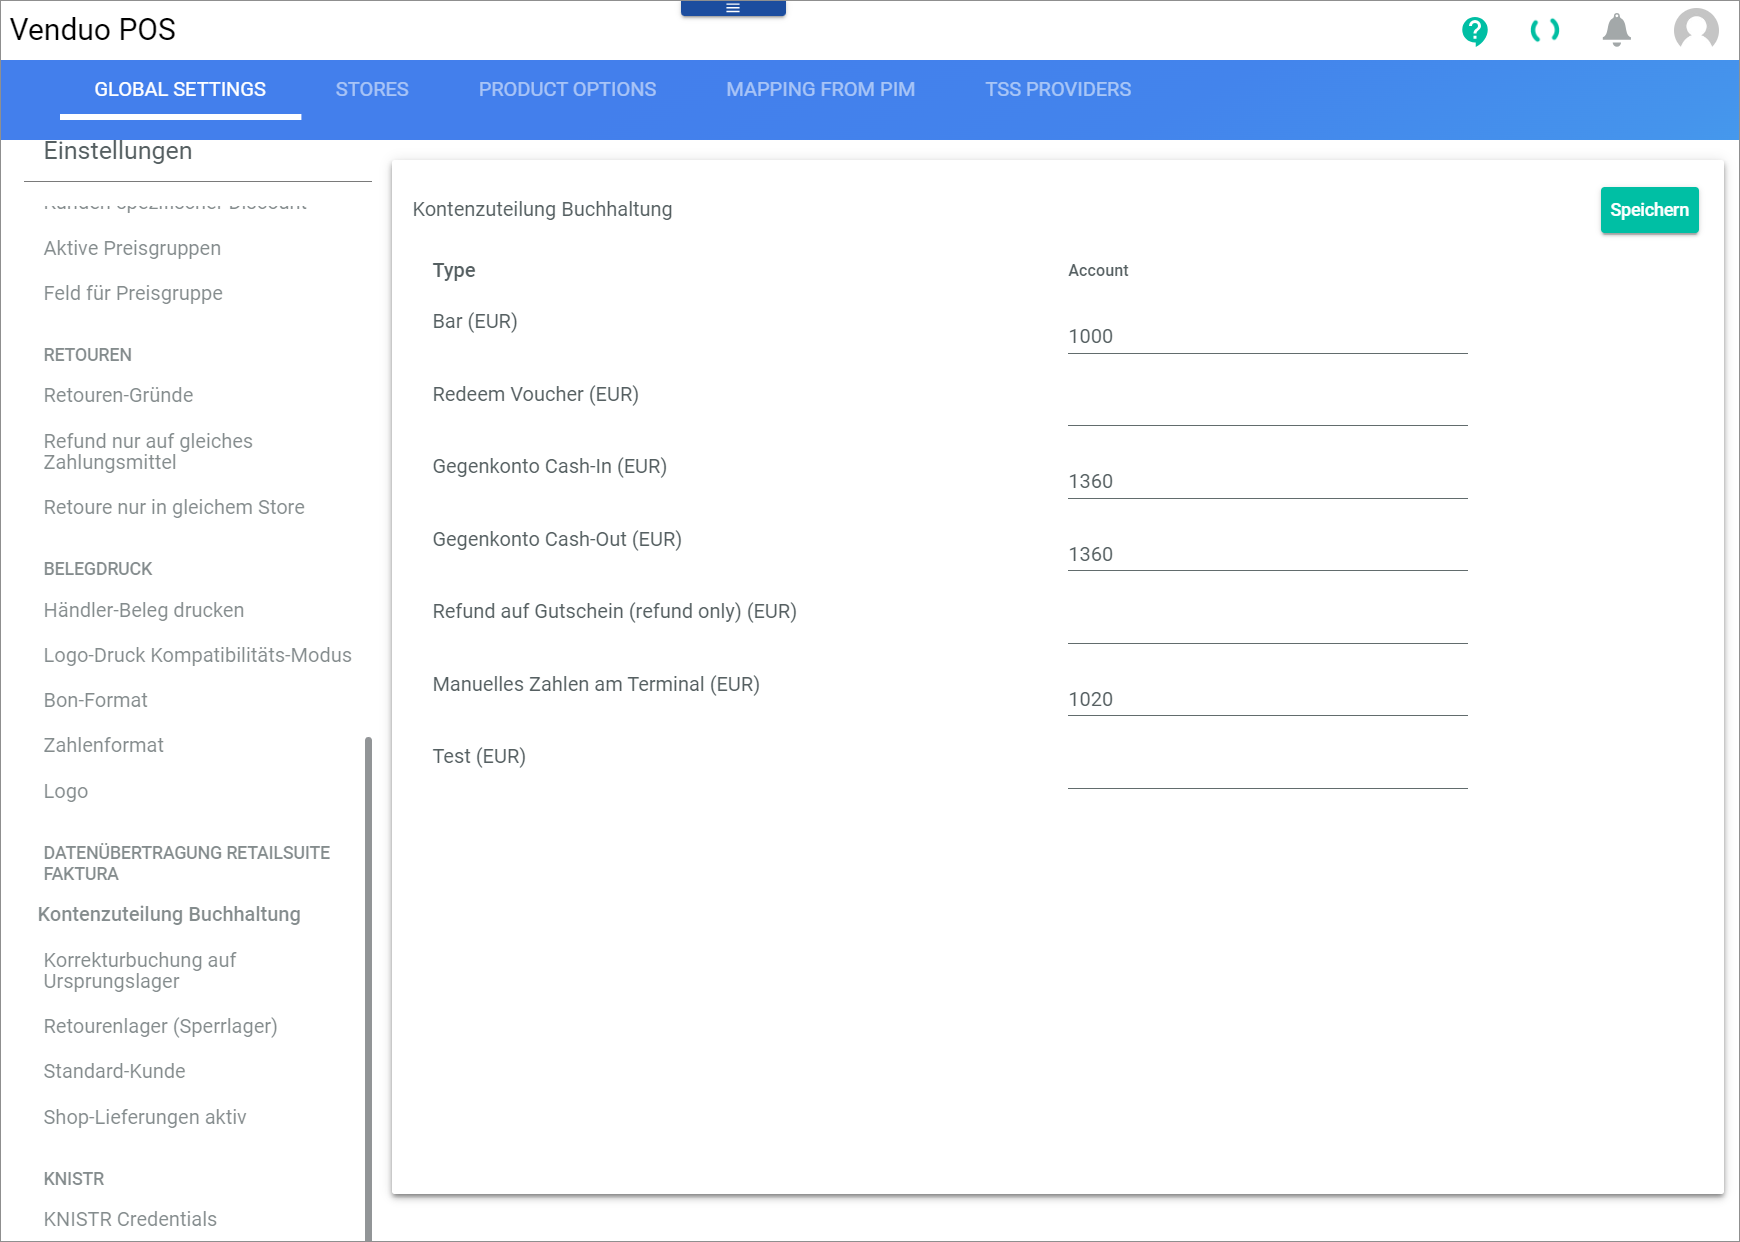 Venduo POS
GLOBAL SETTINGS
STORES
PRODUCT OPTIONS
MAPPING FROM PIM
TSS PROVIDERS
Einstellungen
Aktive Preisgruppen
Feld für Preisgruppe
RETOUREN
Retouren-Gründe
Refund nur auf gleiches
Zahlungsmittel
Retoure nur in gleichem Store
BELEGDRUCK
Händler-Beleg drucken
Logo-Druck Kompatibilitäts-Modus
Bon-Format
Zahlenformat
Logo
DATENÜBERTRAGUNG RETAILSUITE
FAKTURA
Kontenzuteilung Buchhaltung
Korrekturbuchung auf
Ursprungslager
Retourenlager (Sperrlager)
Standard-Kunde
Shop-Lieferungen aktiv
KNISTR
KNISTR Credentials
Kontenzuteilung Buchhaltung
Speichern
Type
Account
Bar (EUR)
1000
Redeem Voucher (EUR)
Gegenkonto Cash-In (EUR)
1360
Gegenkonto Cash-Out (EUR)
1360
Refund auf Gutschein (refund only) (EUR)
Manuelles Zahlen am Terminal (EUR)
1020
Test (EUR)